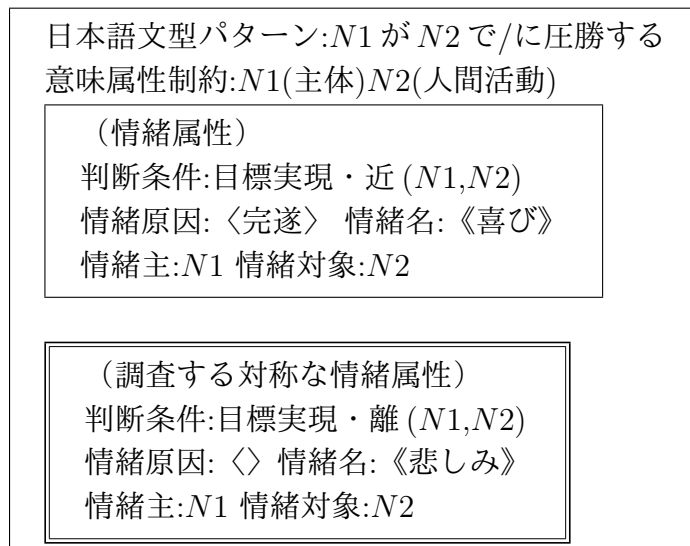 日本語文型パターン:N1 が N2 で/に圧勝する
意味属性制約:N1(主体)N2(人間活動)
（情緒属性）
判断条件:目標実現・近 (N1,N2)
情緒原因:〈完遂〉 情緒名:《喜び》
情緒主:N1 情緒対象:N2
（調査する対称な情緒属性）
判断条件:目標実現・離 (N1,N2)
情緒原因:〈〉情緒名:《悲しみ》
情緒主:N1 情緒対象:N2